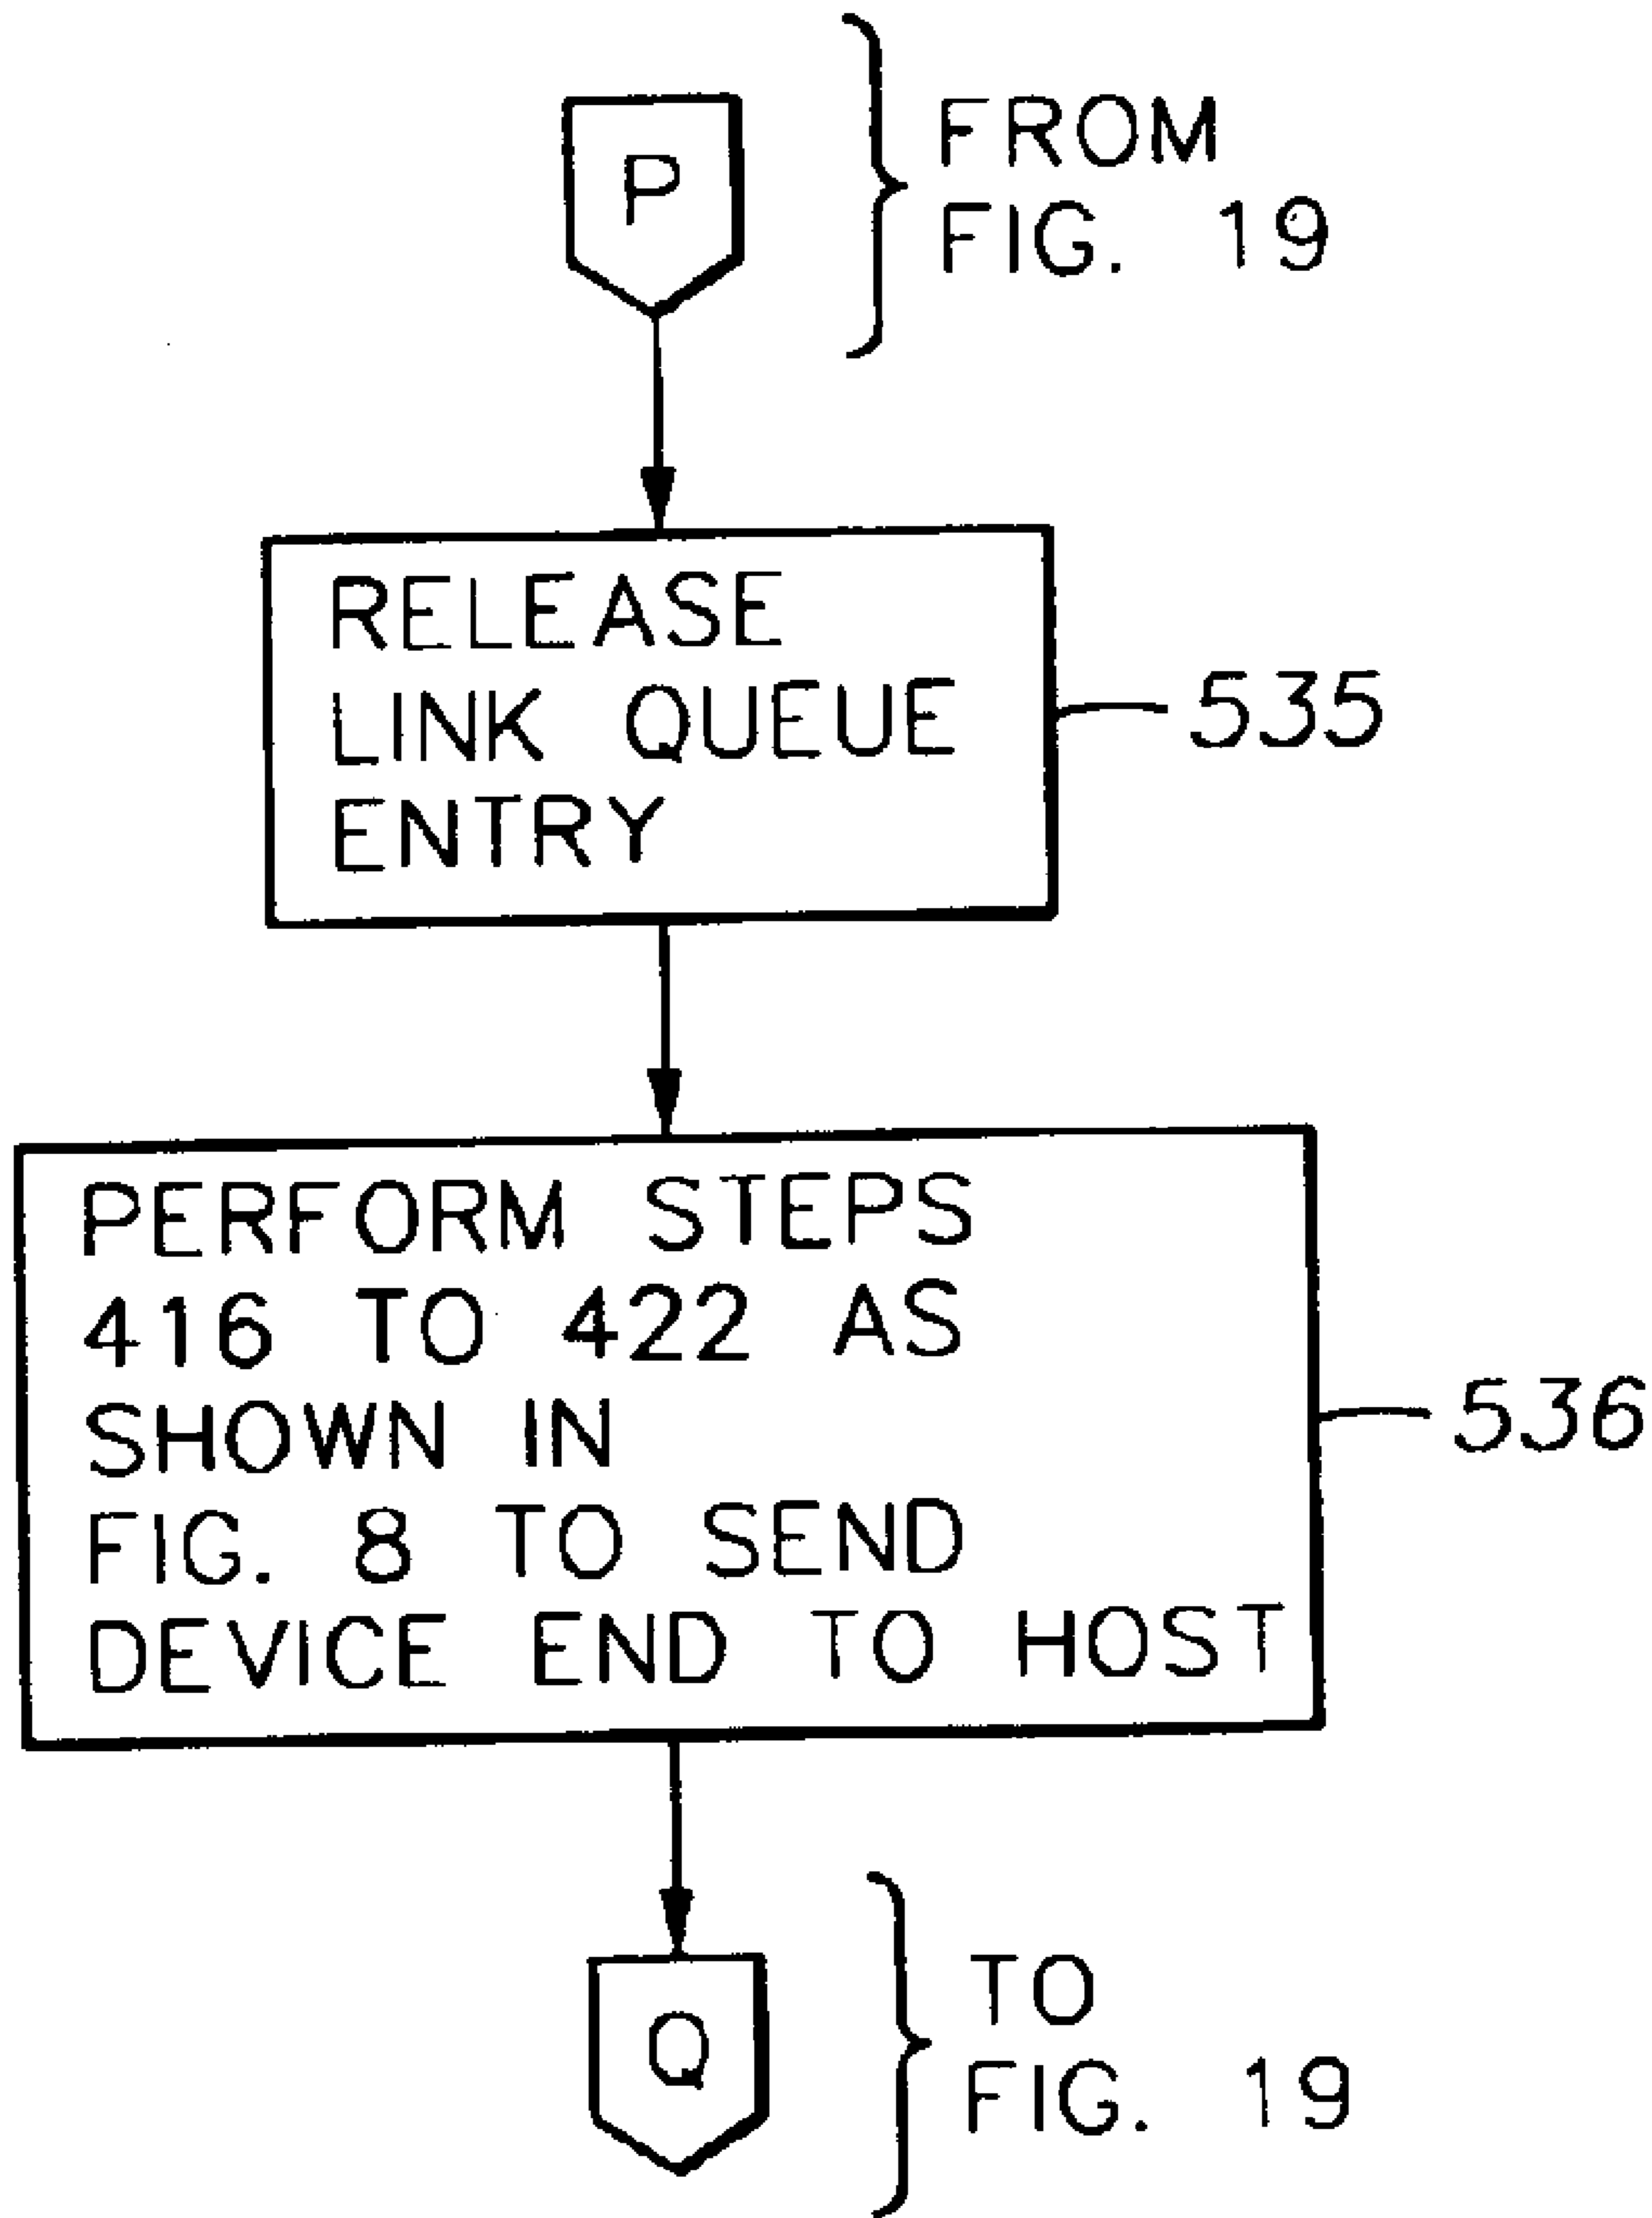 P
FROM
FIG. 19
RELEASE
LINK QUEUE
ENTRY
535
PERFORM STEPS
416 TO 422 AS
SHOWN IN
FIG. 8 TO SEND
DEVICE END TO HOST
536
Q
TO
FIG. 19